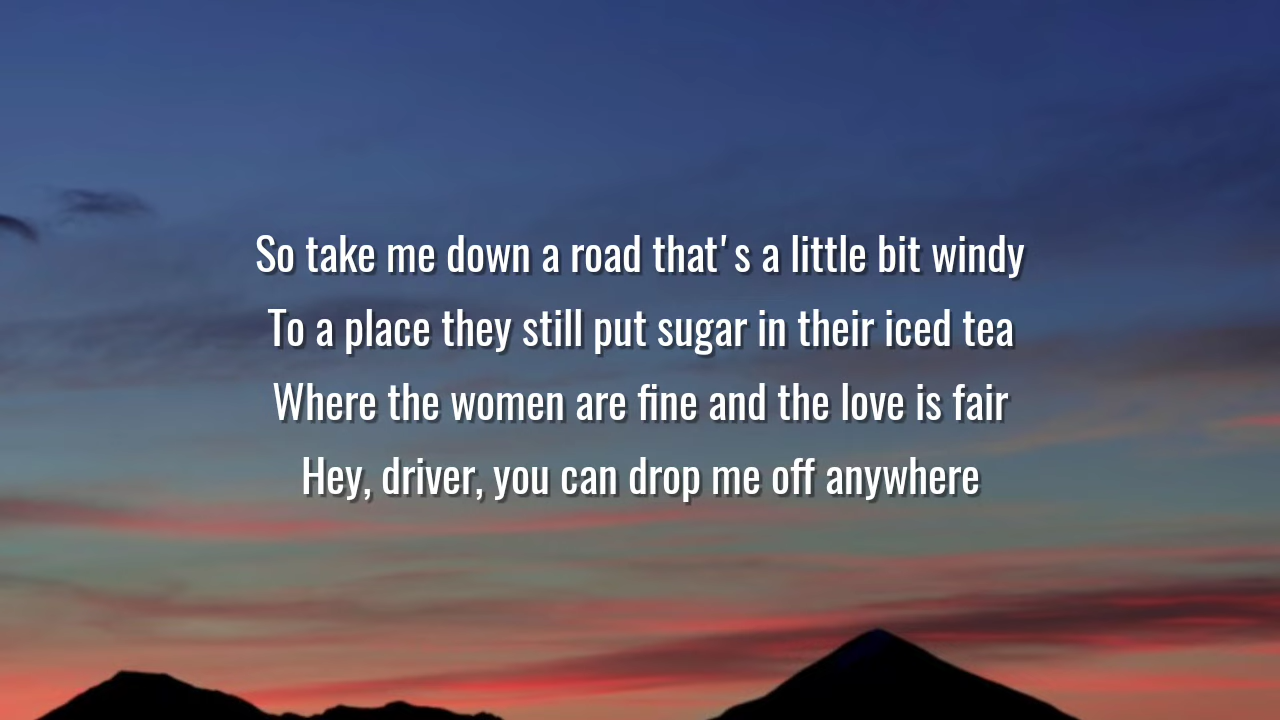 So take me down a road that's a little bit windy
To a place they still put sugar in their iced tea
Where the women are fine and the love is fair
Hey, driver, you can drop me off anywhere